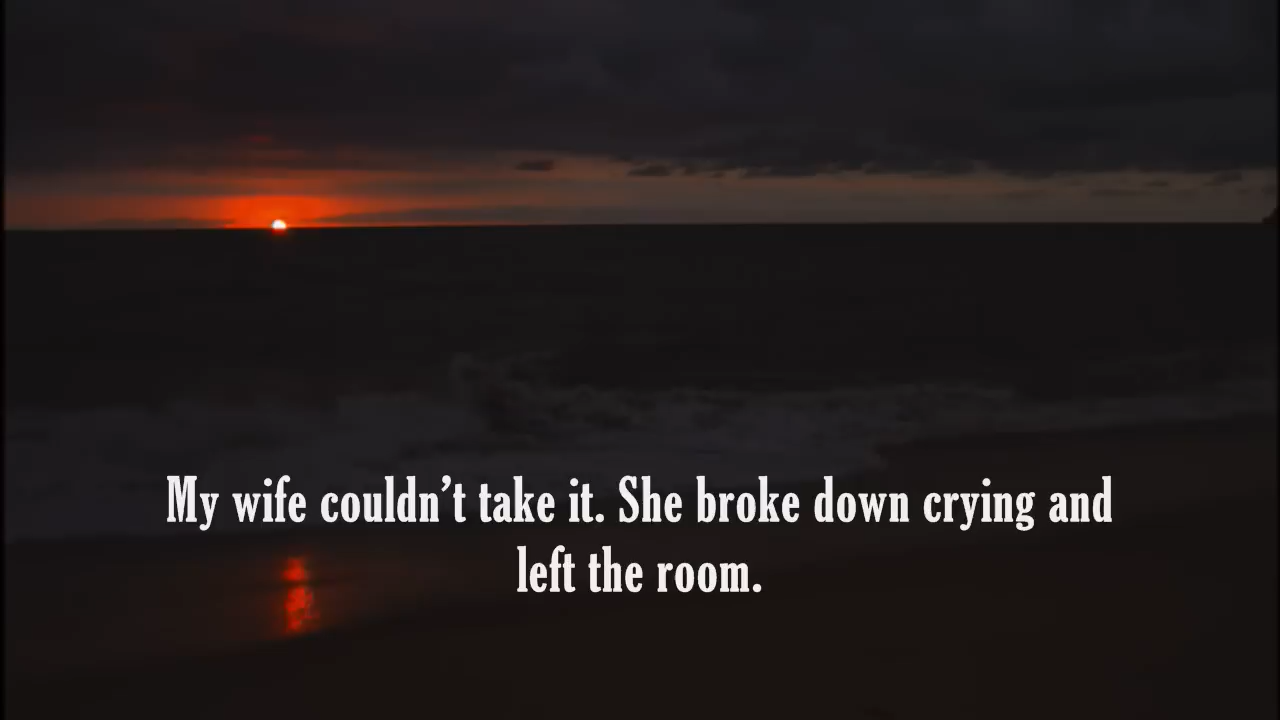 My wife couldn’t take it. She broke down crying and
left the room.